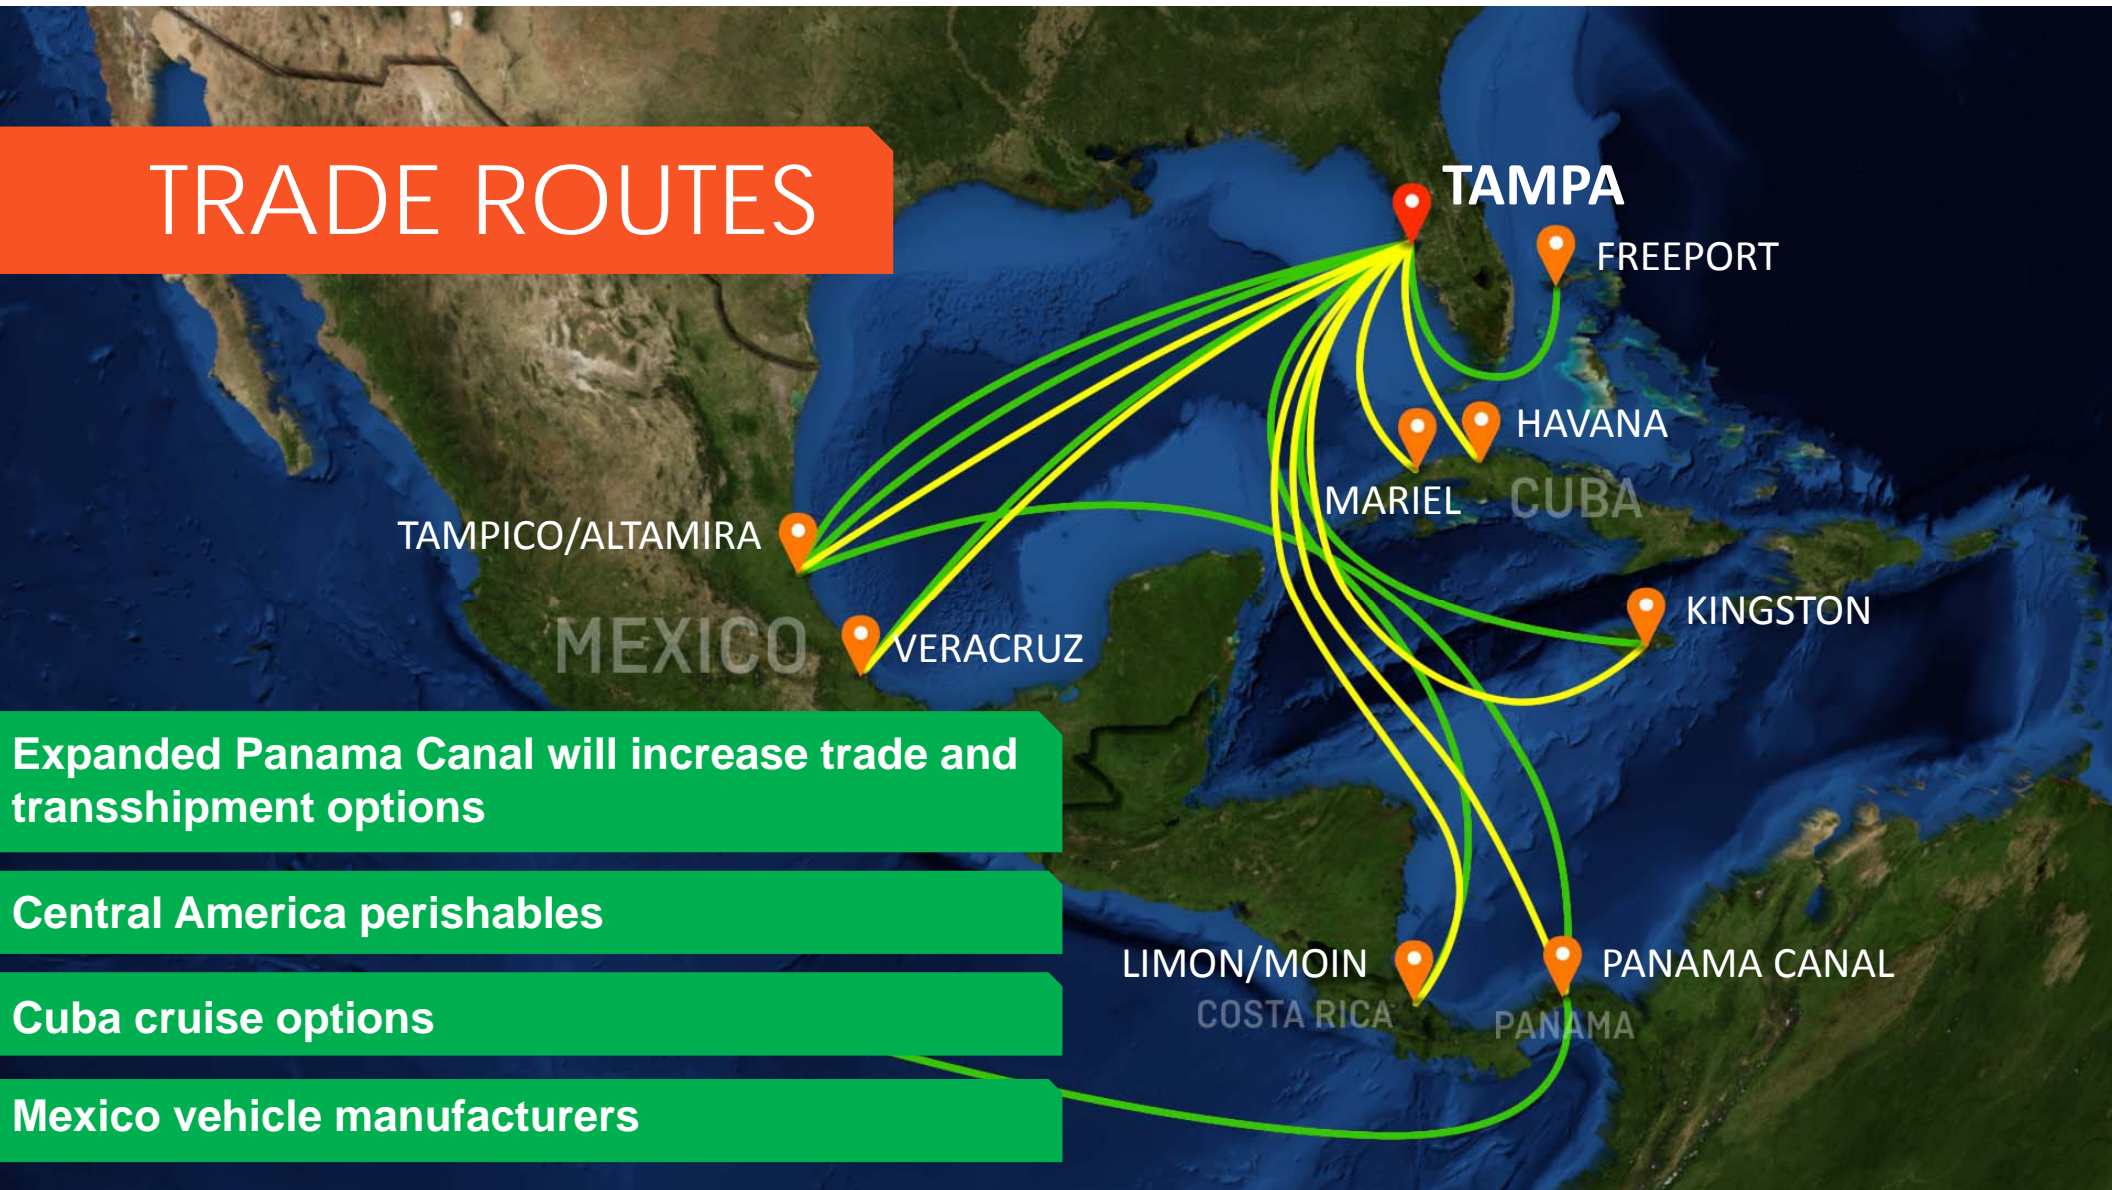 TRADE ROUTES
TAMPA
FREEPORT
HAVANA
MARIEL
CUBA
TAMPICO/ALTAMIRA
KINGSTON
MEXICO
VERACRUZ
Expanded Panama Canal will increase trade and
transshipment options
Central America perishables
LIMON/MOIN
PANAMA CANAL
COSTA RICA
PANAMA
Cuba cruise options
Mexico vehicle manufacturers